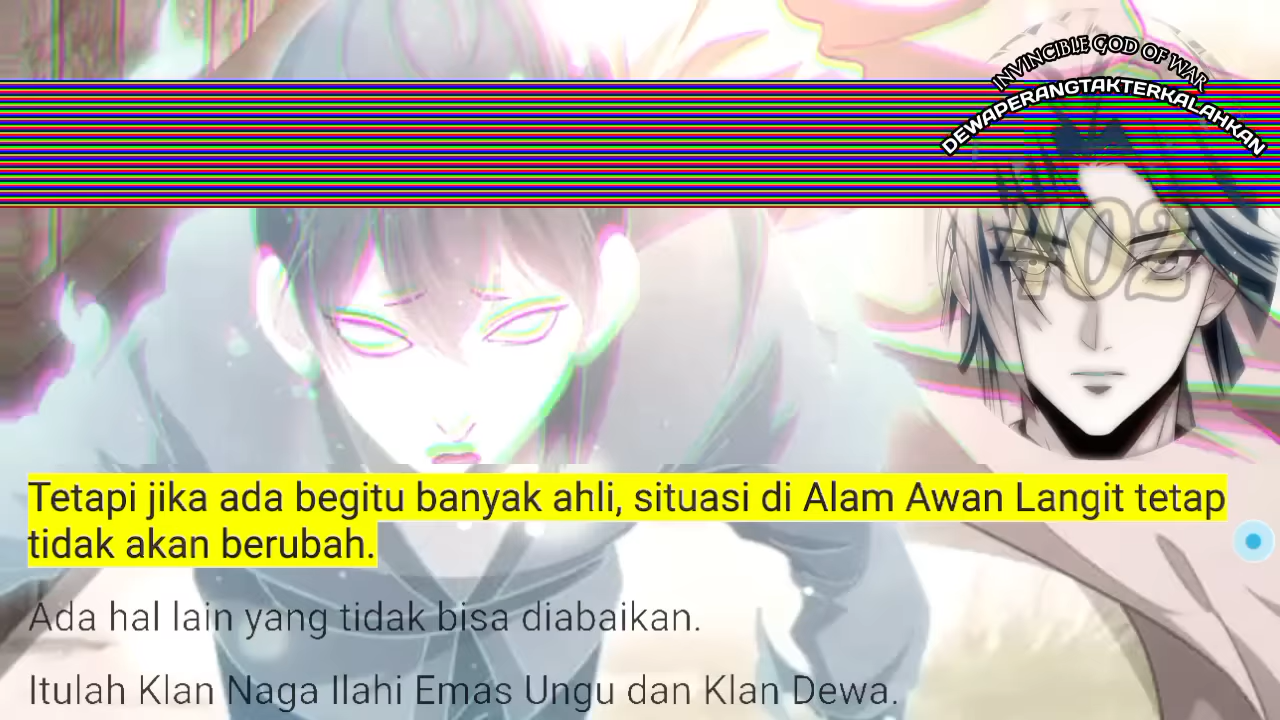 INVINCIBLE GOD OF WAR
DEWAPERANGTAKTERKALAHKAN
402
Tetapi jika ada begitu banyak ahli, situasi di Alam Awan Langit tetap
tidak akan berubah.
Ada hal lain yang tidak bisa diabaikan.
Itulah Klan Naga Ilahi Emas Ungu dan Klan Dewa.